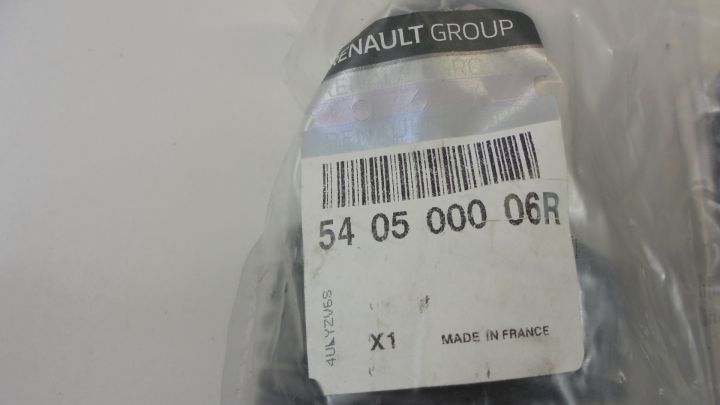 RENAULT GROUP
54 05 000 06R
4ULYZV6S
X1
MADE IN FRANCE